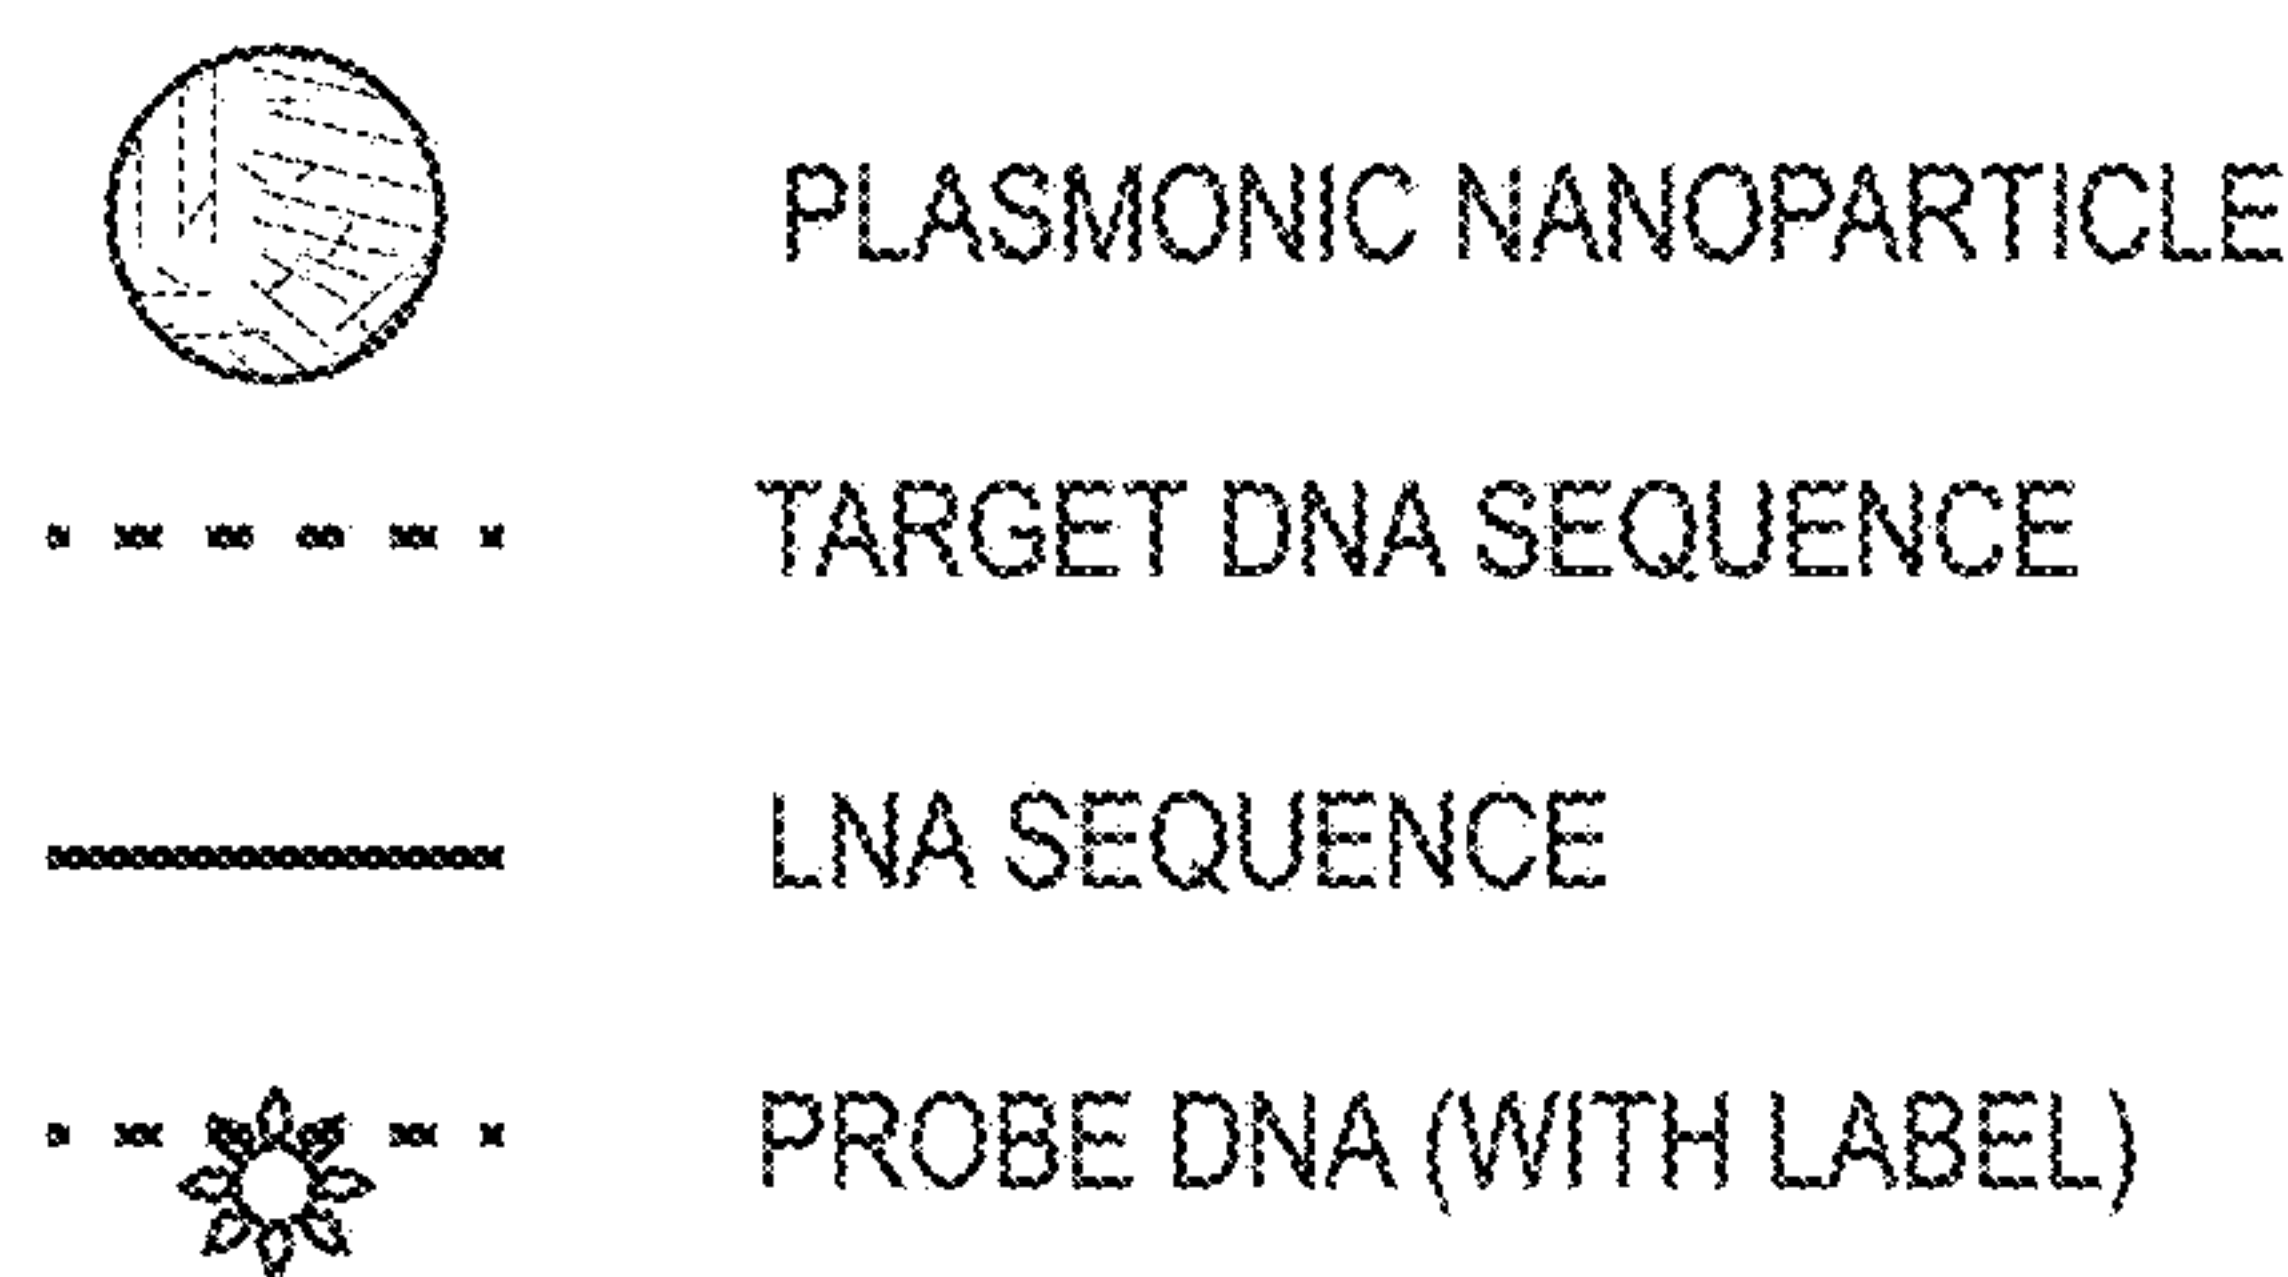 PLASMONIC NANOPARTICLE
TARGET DNA SEQUENCE
LNA SEQUENCE
PROBE DNA (WITH LABEL)